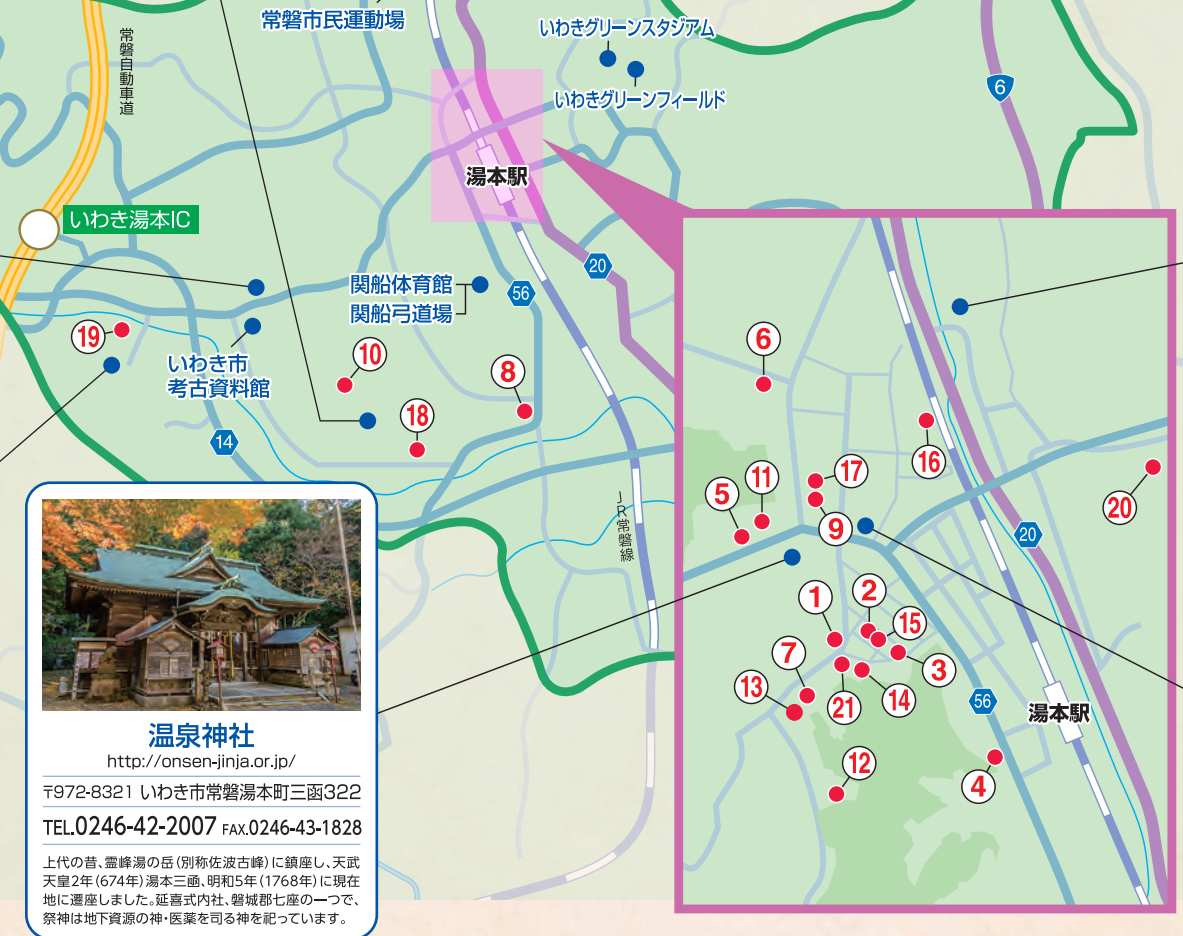 常磐市民運動場
常磐自動車道
いわきグリーンスタジアム
いわきグリーンフィールド
6
湯本駅
いわき湯本IC
20
56
関船体育館
関船弓道場
19
いわき市
考古資料館
10
8
18
14
JR常磐線
6
16
17
11
5
9
20
20
1
2
15
3
7
13
21
14
56
湯本駅
12
4
温泉神社
http://onsen-jinja.or.jp/
〒972-8321 いわき市常磐湯本町三函322
TEL.0246-42-2007 FAX.0246-43-1828
上代の昔、霊峰湯の岳(別称佐波古峰)に鎮座し、天武
天皇2年(674年)湯本三凾、明和5年(1768年)に現在
地に遷座しました。延喜式内社、磐城郡七座の一つで、
祭神は地下資源の神・医薬を司る神を祀っています。